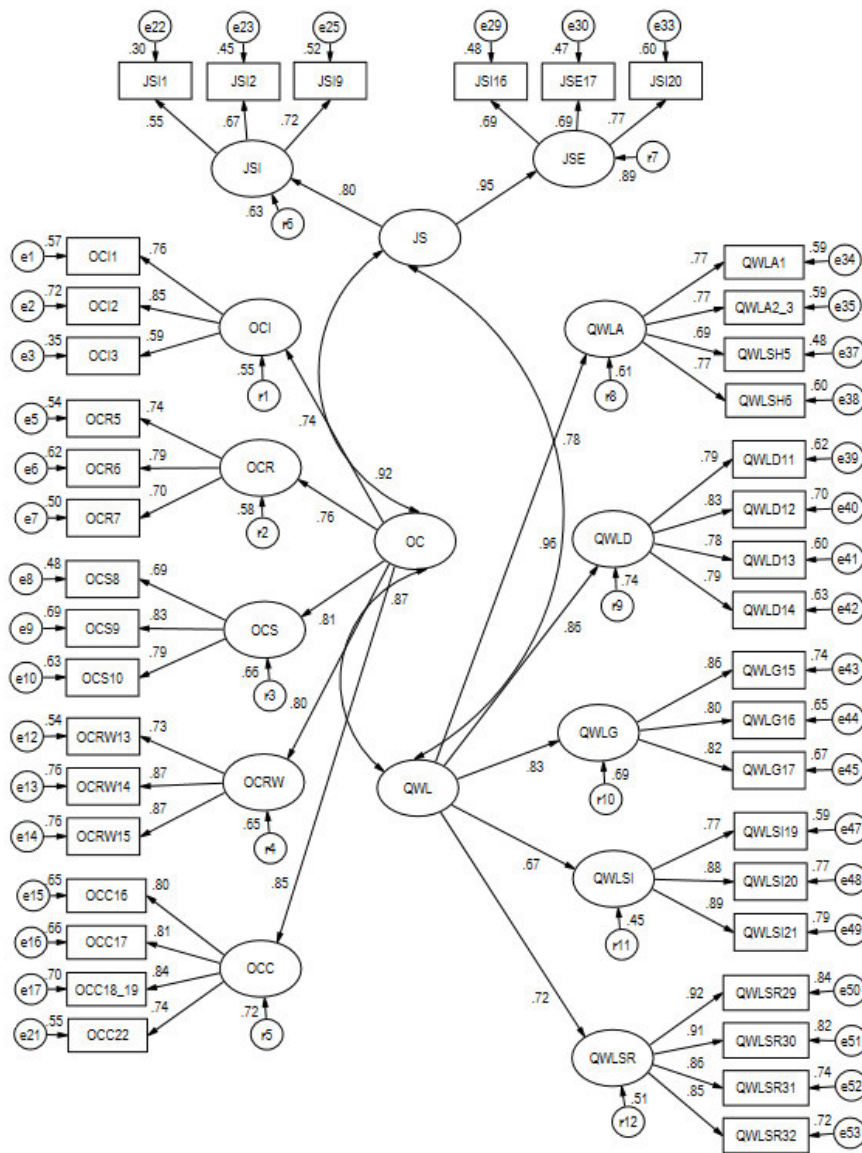 e22 e23 e25 e29 e30 e33
.30 .45 .52 .48 .47 .60
JSI1 JSI2 JSI9 JSI16 JSE17 JSI20
.55 .67 .72 .69 .69 .77
JSI JSE r7
.89
.80 .95
.63 r6
JS
e1 .57 OCI1 .76
e2 .72 OCI2 .85
e3 .35 OCI3 .59
OCI
.55
r1
.74
e5 .54 OCR5 .74
e6 .62 OCR6 .79
e7 .50 OCR7 .70
OCR
.58
r2
.76
.92
OC
.87
.96
e8 .48 OCS8 .69
e9 .69 OCS9 .83
e10 .63 OCS10 .79
OCS
.66
r3
.81
e12 .54 OCRW13 .73
e13 .76 OCRW14 .87
e14 .76 OCRW15 .87
OCRW
.65
r4
.80
e15 .65 OCC16 .80
e16 .66 OCC17 .81
e17 .70 OCC18_19 .84
e21 .55 OCC22 .74
OCC
.72
r5
.85
QWLA
.61
r8
.78
.77 QWLA1 .59 e34
.77 QWLA2_3 .59 e35
.69 QWLSH5 .48 e37
.77 QWLSH6 .60 e38
QWLD
.74
r9
.86
.79 QWLD11 .62 e39
.83 QWLD12 .70 e40
.78 QWLD13 .60 e41
.79 QWLD14 .63 e42
QWL
QWLG
.69
r10
.83
.86 QWLG15 .74 e43
.80 QWLG16 .65 e44
.82 QWLG17 .67 e45
QWLSI
.45
r11
.67
.77 QWLSI19 .59 e47
.88 QWLSI20 .77 e48
.89 QWLSI21 .79 e49
QWLSR
.51
r12
.72
.92 QWLSR29 .84 e50
.91 QWLSR30 .82 e51
.86 QWLSR31 .74 e52
.85 QWLSR32 .72 e53